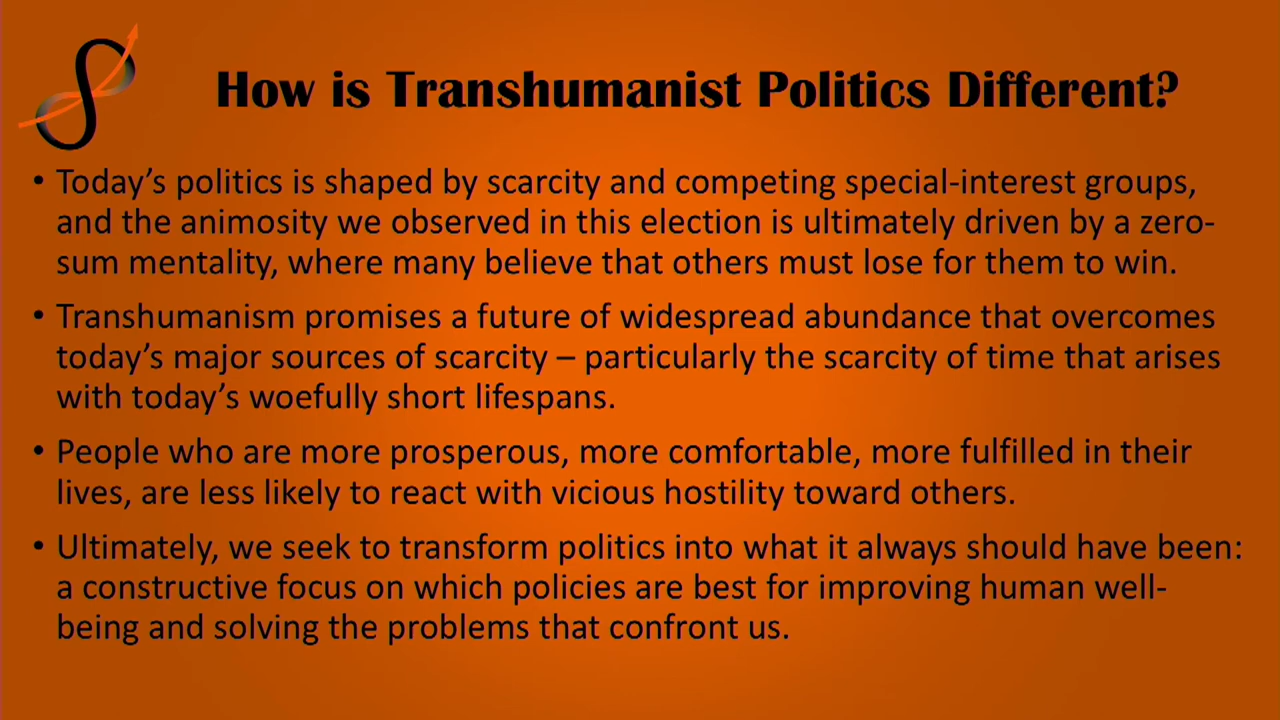 How is Transhumanist Politics Different?
• Today’s politics is shaped by scarcity and competing special-interest groups,
and the animosity we observed in this election is ultimately driven by a zero-
sum mentality, where many believe that others must lose for them to win.
• Transhumanism promises a future of widespread abundance that overcomes
today’s major sources of scarcity – particularly the scarcity of time that arises
with today’s woefully short lifespans.
• People who are more prosperous, more comfortable, more fulfilled in their
lives, are less likely to react with vicious hostility toward others.
• Ultimately, we seek to transform politics into what it always should have been:
a constructive focus on which policies are best for improving human well-
being and solving the problems that confront us.